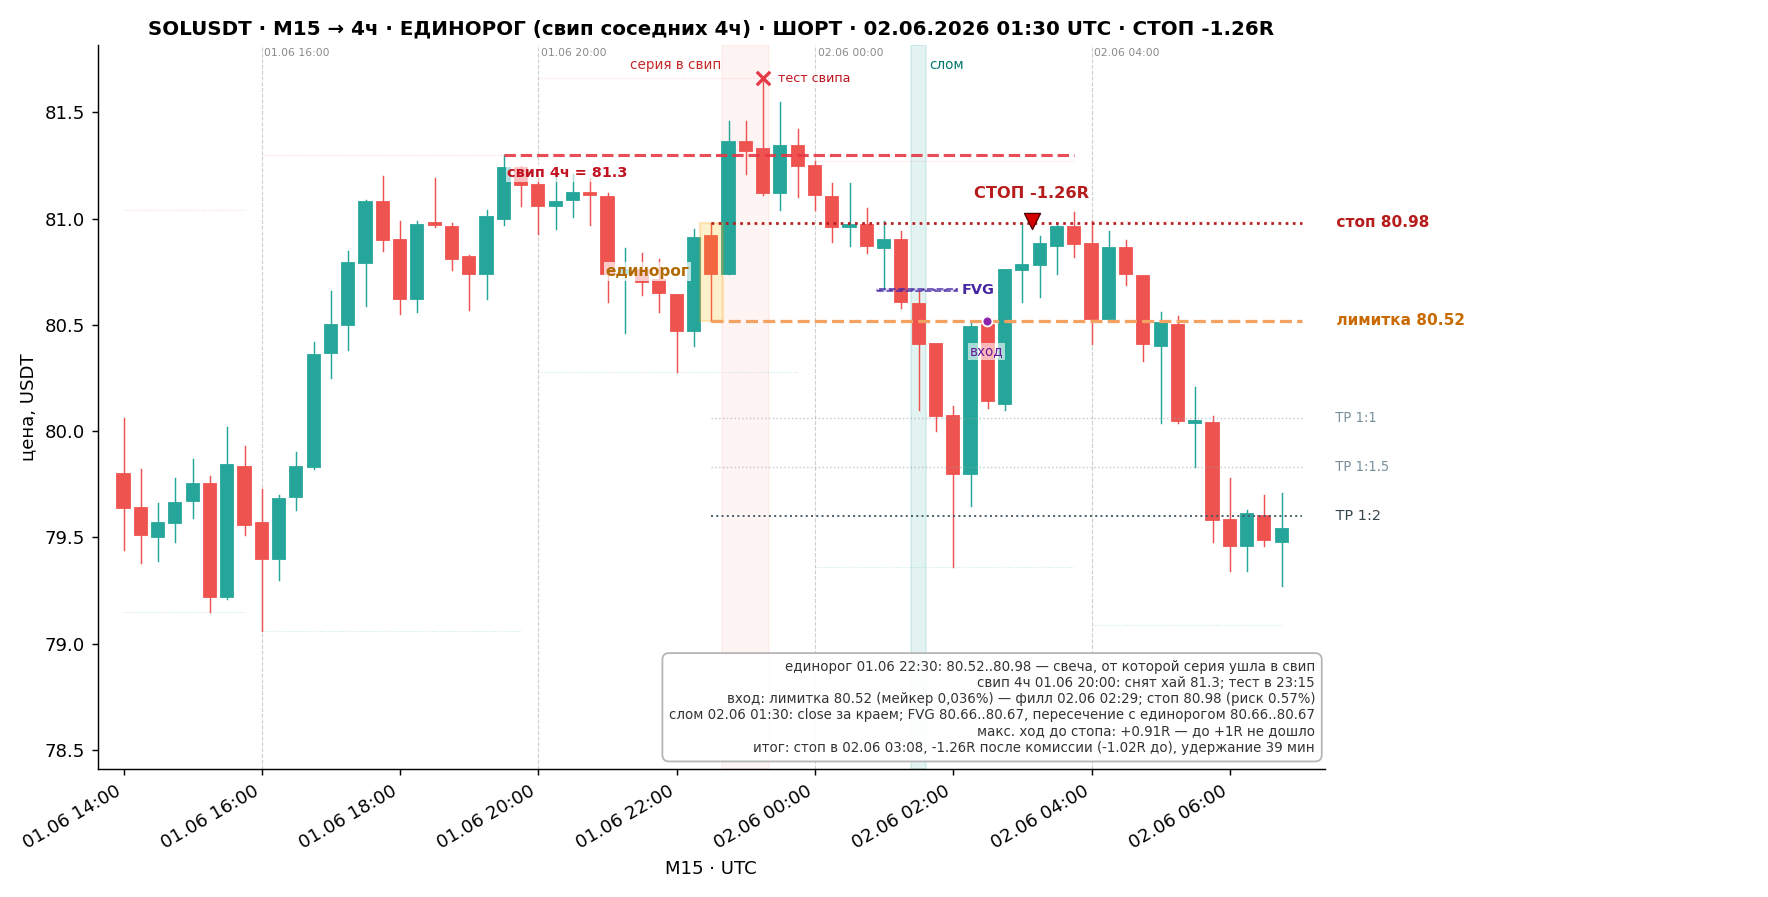 SOLUSDT · M15 → 4ч · ЕДИНОРОГ (свип соседних 4ч) · ШОРТ · 02.06.2026 01:30 UTC · СТОП -1.26R
01.06 16:00
01.06 20:00
02.06 00:00
02.06 04:00
серия в свип
тест свипа
слом
81.5
81.0
80.5
80.0
79.5
79.0
78.5
цена, USDT
свип 4ч = 81.3
СТОП -1.26R
стоп 80.98
единорог
FVG
лимитка 80.52
вход
TP 1:1
TP 1:1.5
TP 1:2
единорог 01.06 22:30: 80.52..80.98 — свеча, от которой серия ушла в свип
свип 4ч 01.06 20:00: снят хай 81.3; тест в 23:15
вход: лимитка 80.52 (мейкер 0,036%) — филл 02.06 02:29; стоп 80.98 (риск 0.57%)
слом 02.06 01:30: close за краем; FVG 80.66..80.67, пересечение с единорогом 80.66..80.67
макс. ход до стопа: +0.91R — до +1R не дошло
итог: стоп в 02.06 03:08, -1.26R после комиссии (-1.02R до), удержание 39 мин
01.06 14:00
01.06 16:00
01.06 18:00
01.06 20:00
01.06 22:00
02.06 00:00
02.06 02:00
02.06 04:00
02.06 06:00
M15 · UTC